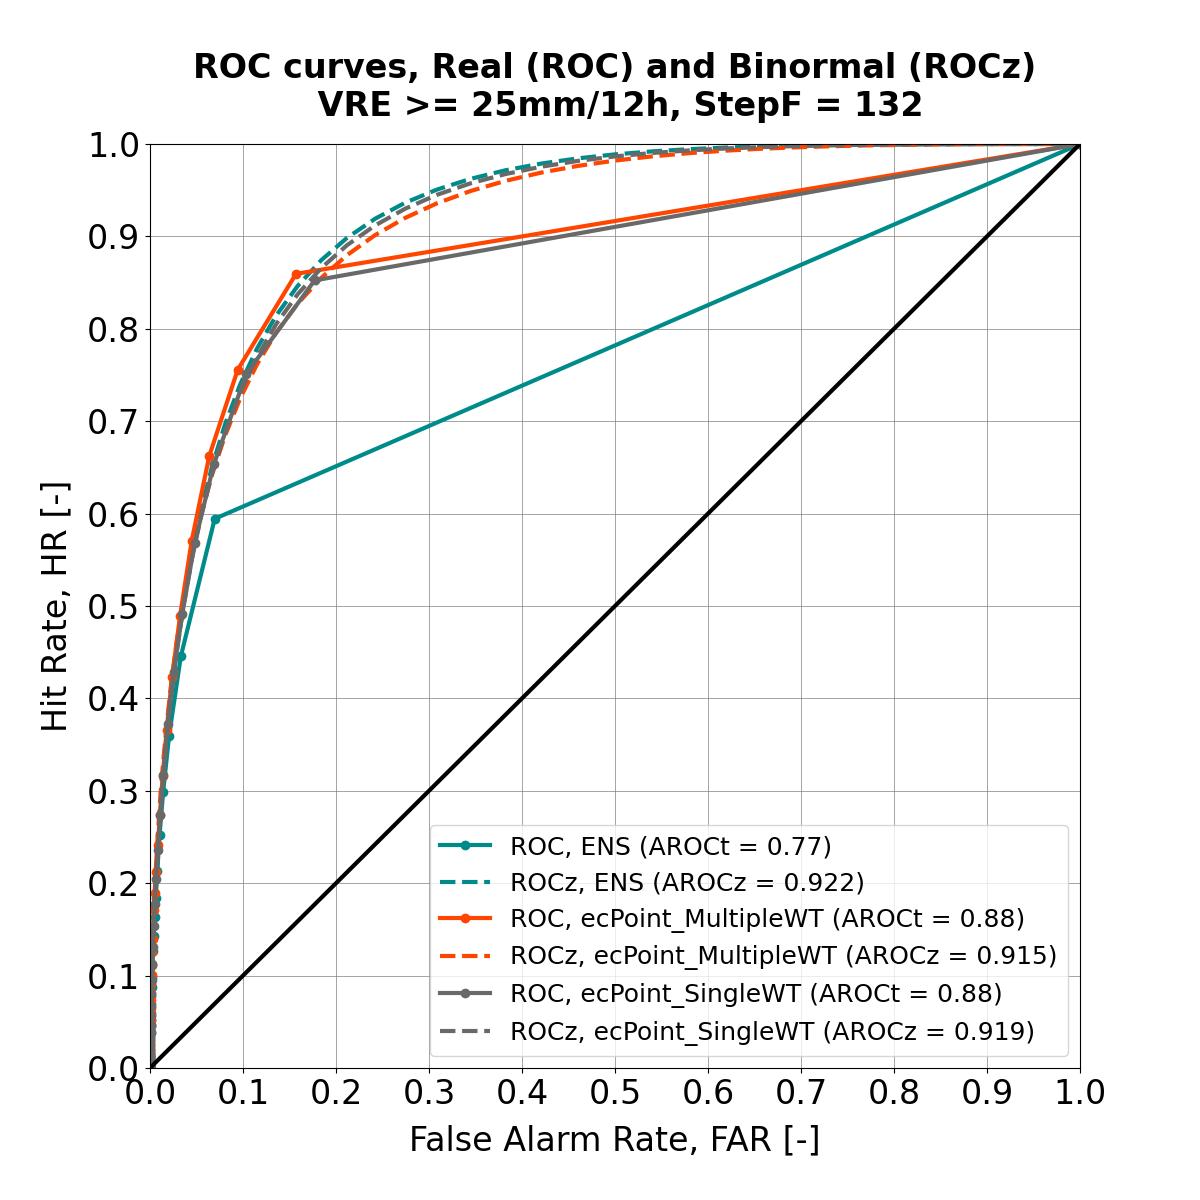 ROC curves, Real (ROC) and Binormal (ROCz)
VRE >= 25mm/12h, StepF = 132
1.0
0.9
0.8
0.7
0.6
0.5
0.4
0.3
0.2
0.1
0.0
Hit Rate, HR [-]
ROC, ENS (AROCt = 0.77)
ROCz, ENS (AROCz = 0.922)
ROC, ecPoint_MultipleWT (AROCt = 0.88)
ROCz, ecPoint_MultipleWT (AROCz = 0.915)
ROC, ecPoint_SingleWT (AROCt = 0.88)
ROCz, ecPoint_SingleWT (AROCz = 0.919)
0.0 0.1 0.2 0.3 0.4 0.5 0.6 0.7 0.8 0.9 1.0
False Alarm Rate, FAR [-]